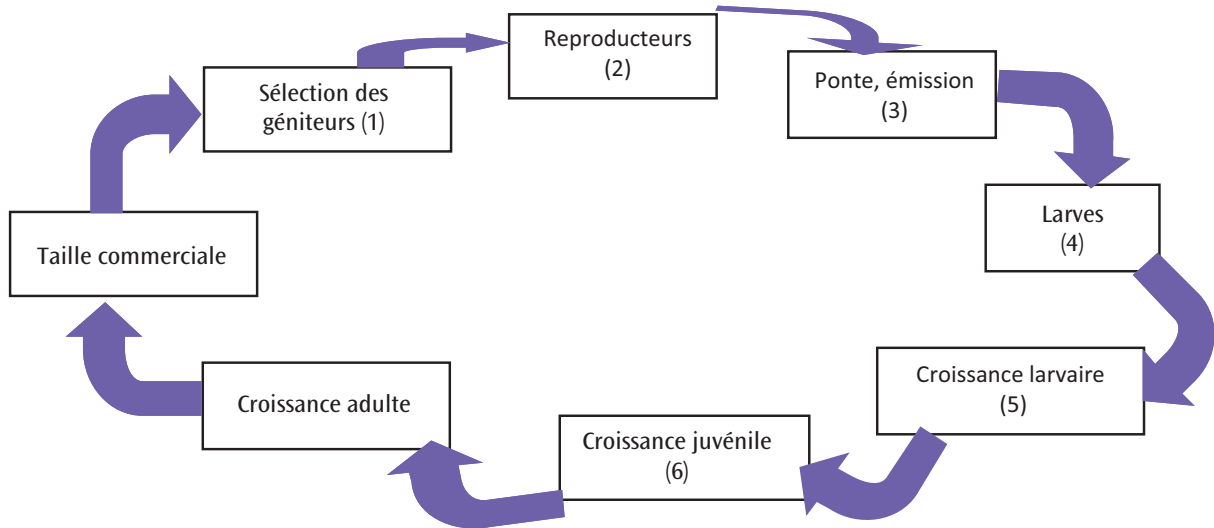 Reproducteurs
(2)
Sélection des
géniteurs (1)
Ponte, émission
(3)
Larves
(4)
Taille commerciale
Croissance larvaire
(5)
Croissance adulte
Croissance juvénile
(6)